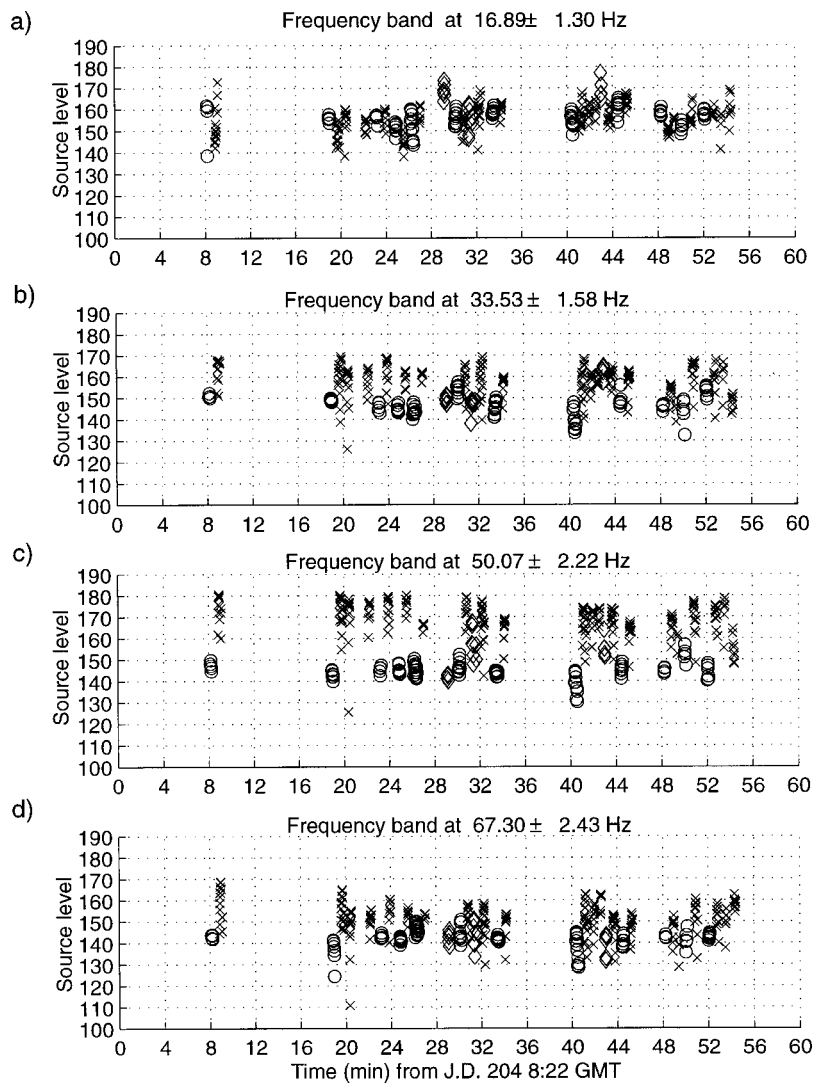 a)
Frequency band at 16.89± 1.30 Hz
Source level
190
180
170
160
150
140
130
120
110
100
0 4 8 12 16 20 24 28 32 36 40 44 48 52 56 60
b)
Frequency band at 33.53± 1.58 Hz
Source level
190
180
170
160
150
140
130
120
110
100
0 4 8 12 16 20 24 28 32 36 40 44 48 52 56 60
c)
Frequency band at 50.07± 2.22 Hz
Source level
190
180
170
160
150
140
130
120
110
100
0 4 8 12 16 20 24 28 32 36 40 44 48 52 56 60
d)
Frequency band at 67.30± 2.43 Hz
Source level
190
180
170
160
150
140
130
120
110
100
0 4 8 12 16 20 24 28 32 36 40 44 48 52 56 60
Time (min) from J.D. 204 8:22 GMT